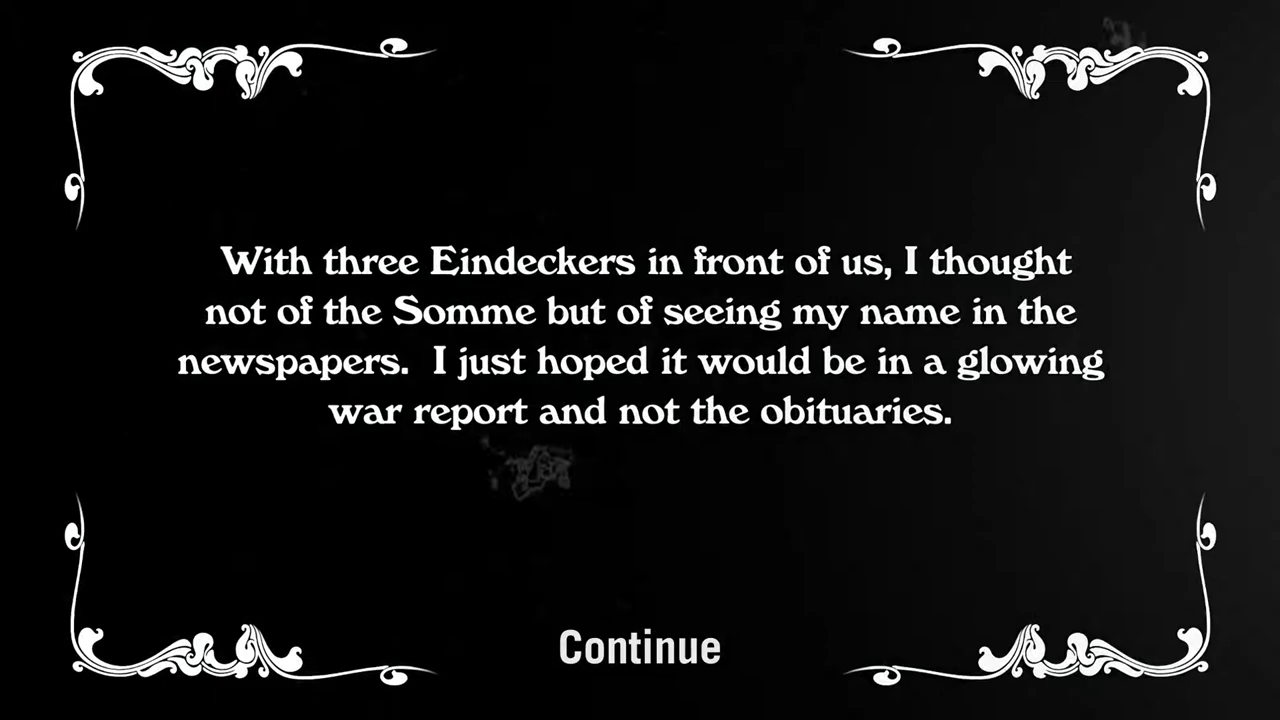 With three Eindeckers in front of us, I thought
not of the Somme but of seeing my name in the
newspapers.  I just hoped it would be in a glowing
war report and not the obituaries.
Continue